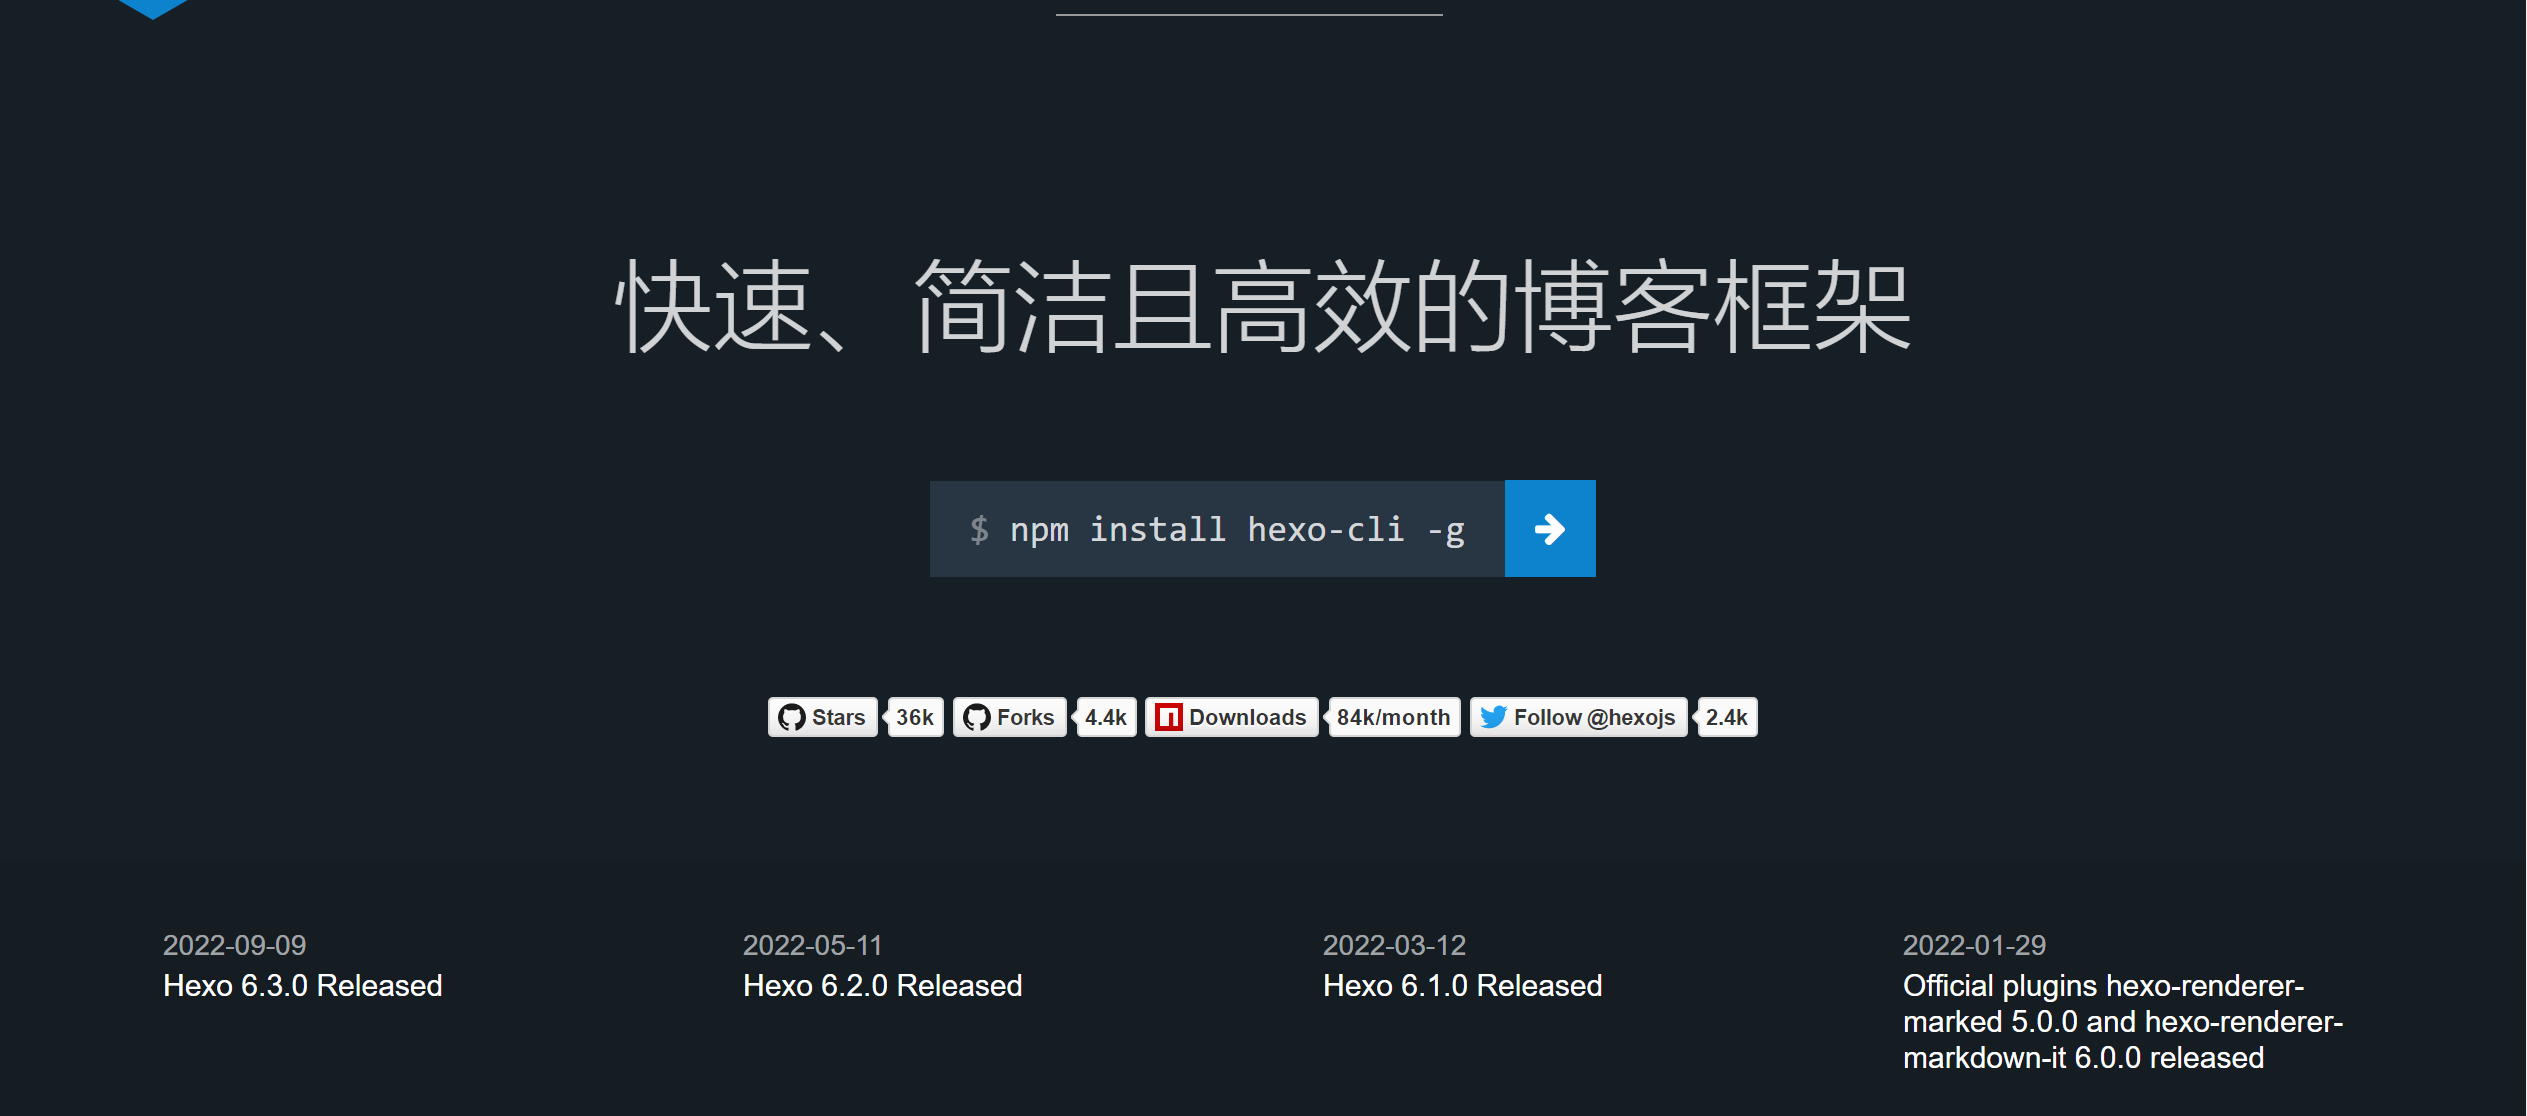 快速、简洁且高效的博客框架
$ npm install hexo-cli -g
Stars 36k Forks 4.4k Downloads 84k/month Follow @hexojs 2.4k
2022-09-09
Hexo 6.3.0 Released
2022-05-11
Hexo 6.2.0 Released
2022-03-12
Hexo 6.1.0 Released
2022-01-29
Official plugins hexo-renderer-
marked 5.0.0 and hexo-renderer-
markdown-it 6.0.0 released